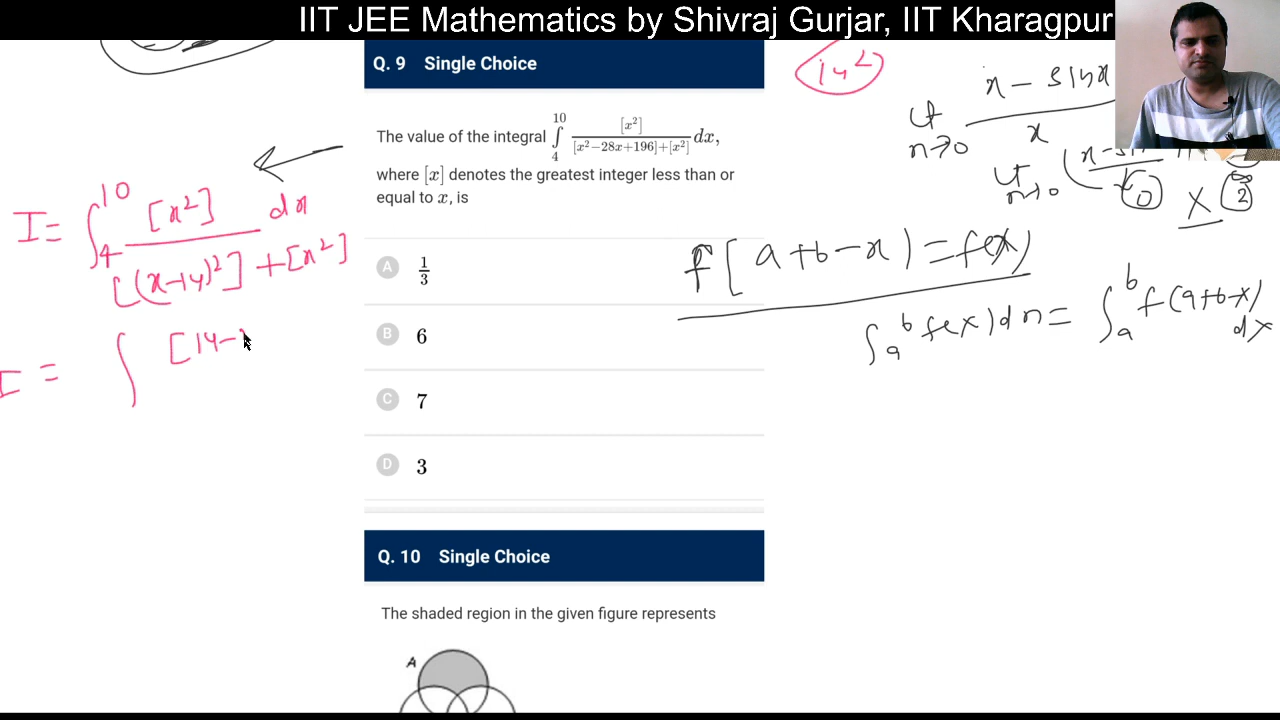 IIT JEE Mathematics by Shivraj Gurjar, IIT Kharagpur
Q. 9 Single Choice
The value of the integral ∫₄¹⁰ [x²] / ([x²−28x+196]+[x²]) dx,
where [x] denotes the greatest integer less than or
equal to x, is
A 1/3
B 6
C 7
D 3
Q. 10 Single Choice
The shaded region in the given figure represents
A
I = ∫₄¹⁰ [x²] / ([(x-14)²] + [x²]) dx
I = ∫ [14-
14²
x - sinx
x
f[a+b-x) = f(x)
∫ₐᵇ f(x) dx = ∫ₐᵇ f(a+b-x) dx